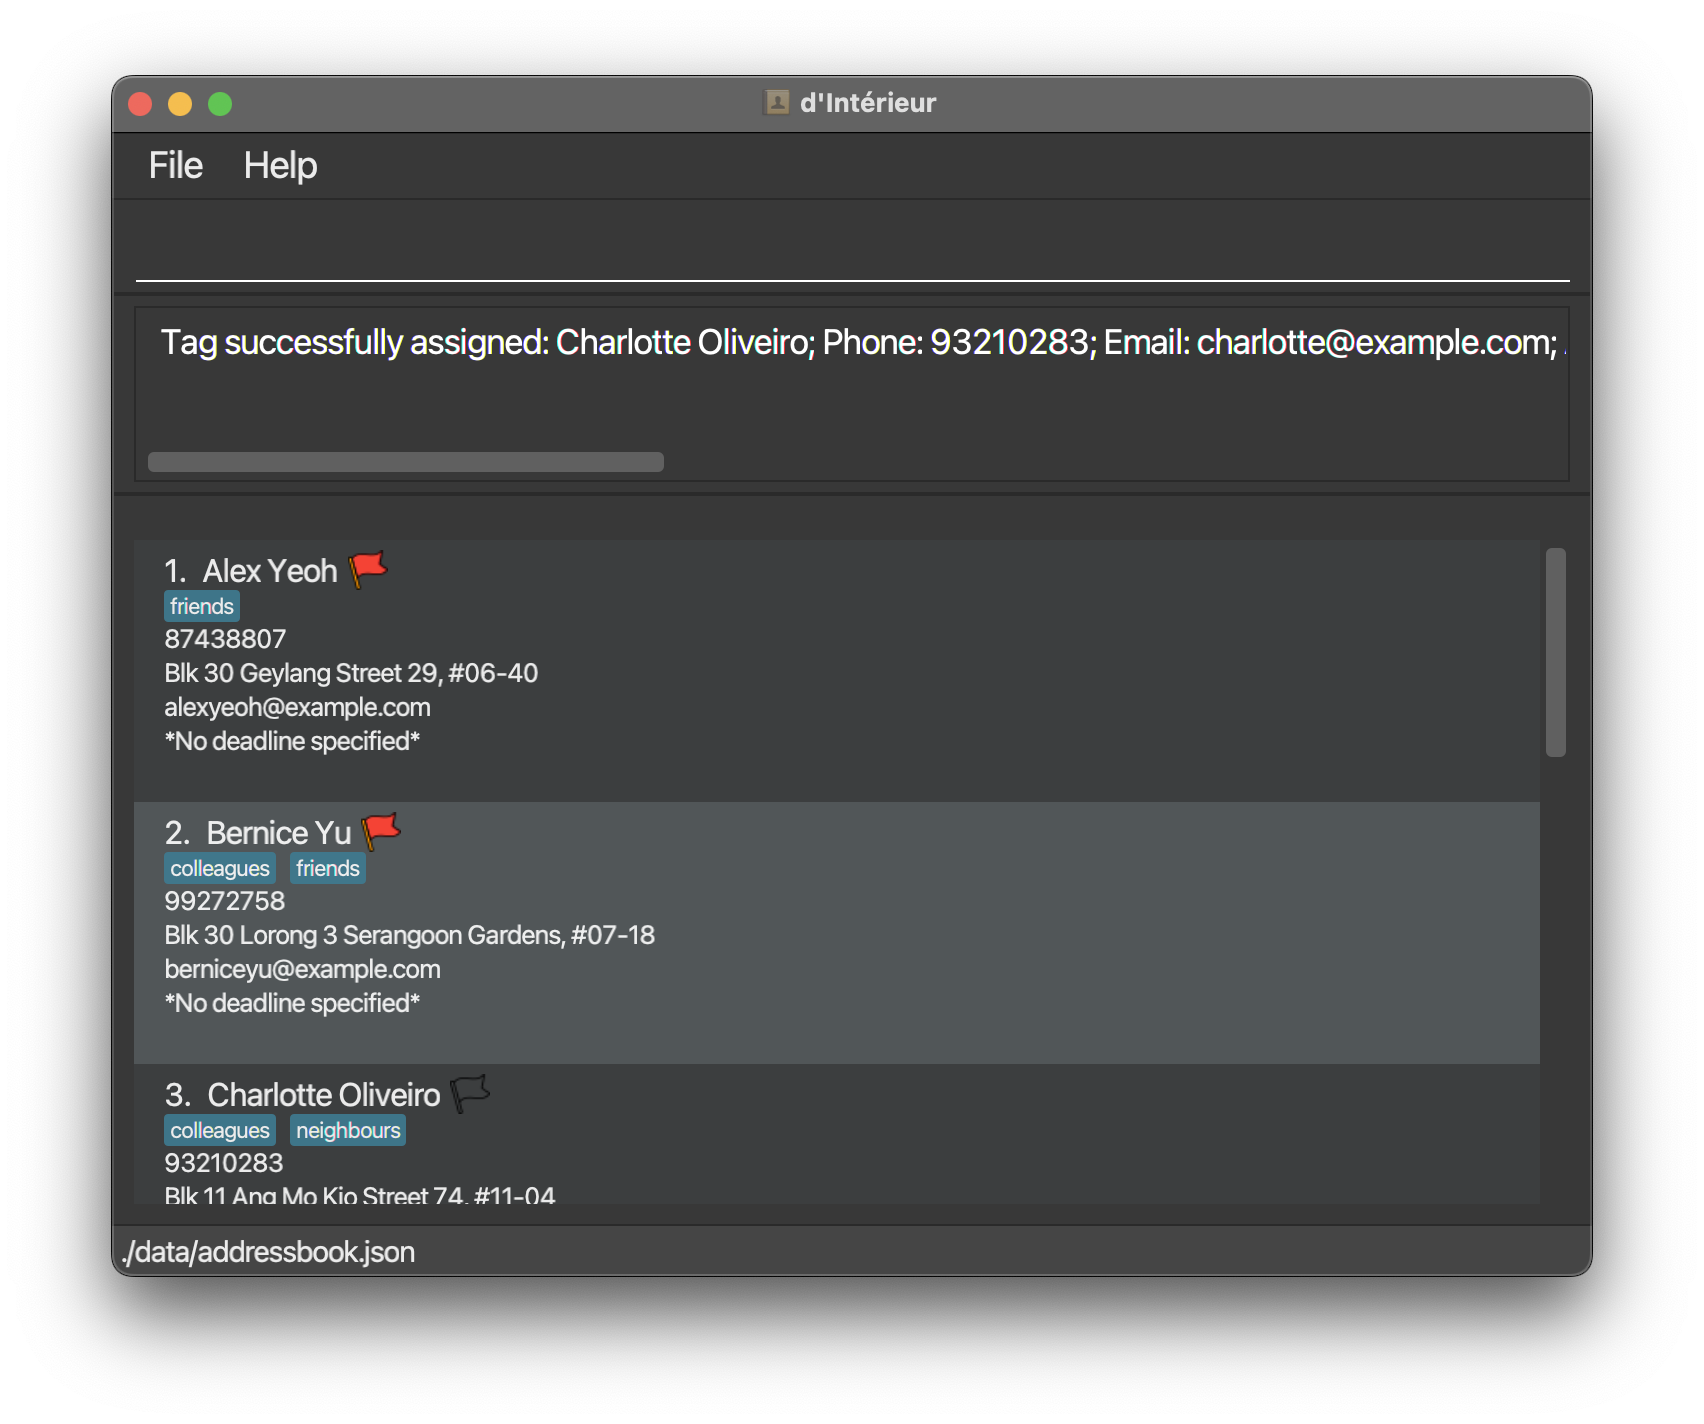 d'Intérieur
File Help
Tag successfully assigned: Charlotte Oliveiro; Phone: 93210283; Email: charlotte@example.com;
1. Alex Yeoh
friends
87438807
Blk 30 Geylang Street 29, #06-40
alexyeoh@example.com
*No deadline specified*
2. Bernice Yu
colleagues friends
99272758
Blk 30 Lorong 3 Serangoon Gardens, #07-18
berniceyu@example.com
*No deadline specified*
3. Charlotte Oliveiro
colleagues neighbours
93210283
Blk 11 Ang Mo Kio Street 74, #11-04
./data/addressbook.json